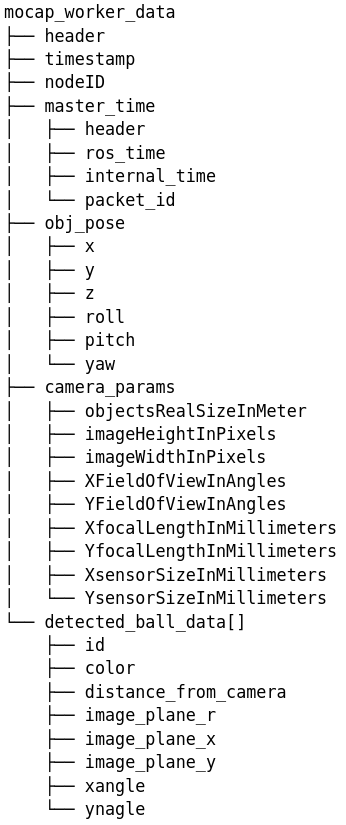 mocap_worker_data
├── header
├── timestamp
├── nodeID
├── master_time
│   ├── header
│   ├── ros_time
│   ├── internal_time
│   └── packet_id
├── obj_pose
│   ├── x
│   ├── y
│   ├── z
│   ├── roll
│   ├── pitch
│   └── yaw
├── camera_params
│   ├── objectsRealSizeInMeter
│   ├── imageHeightInPixels
│   ├── imageWidthInPixels
│   ├── XFieldOfViewInAngles
│   ├── YFieldOfViewInAngles
│   ├── XfocalLengthInMillimeters
│   ├── YfocalLengthInMillimeters
│   ├── XsensorSizeInMillimeters
│   └── YsensorSizeInMillimeters
└── detected_ball_data[]
    ├── id
    ├── color
    ├── distance_from_camera
    ├── image_plane_r
    ├── image_plane_x
    ├── image_plane_y
    ├── xangle
    └── ynagle